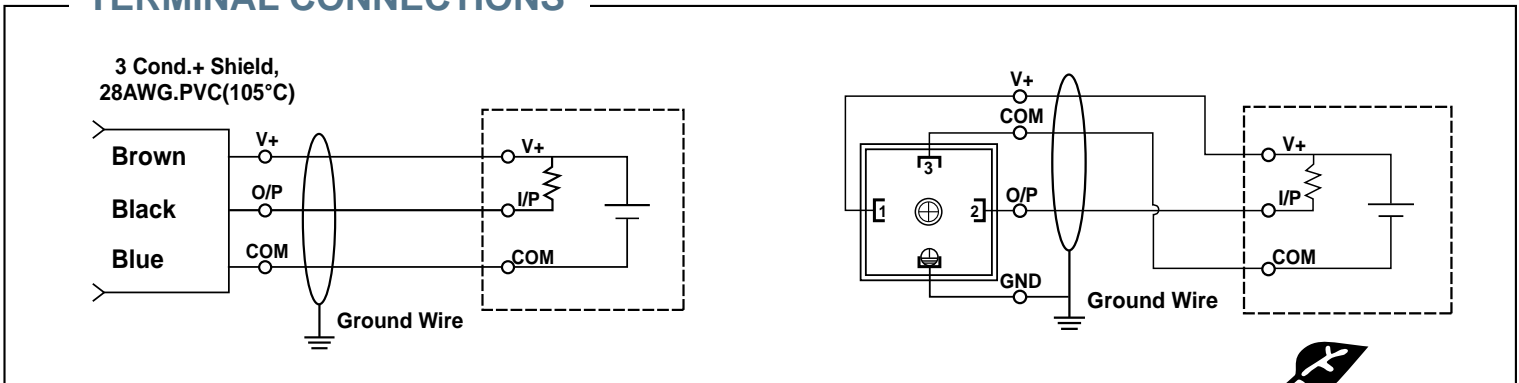 TERMINAL CONNECTIONS
3 Cond.+ Shield,
28AWG.PVC(105°C)
Brown
Black
Blue
V+
O/P
COM
V+
I/P
COM
Ground Wire
V+
COM
O/P
GND
1
2
3
Ground Wire
V+
I/P
COM